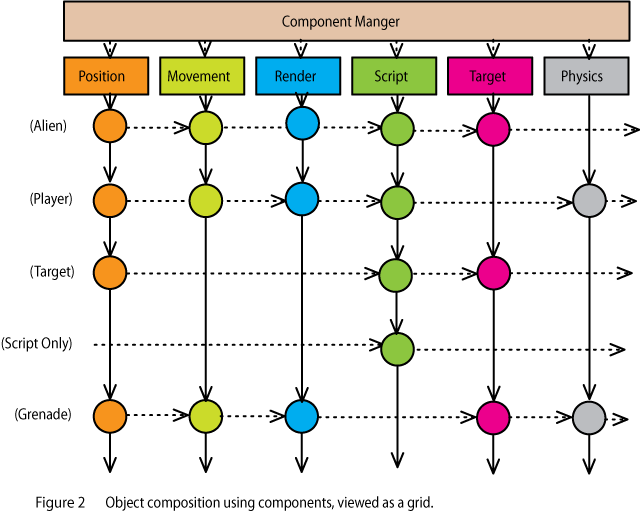 Component Manger
Position Movement Render Script Target Physics
(Alien)
(Player)
(Target)
(Script Only)
(Grenade)
Figure 2 Object composition using components, viewed as a grid.